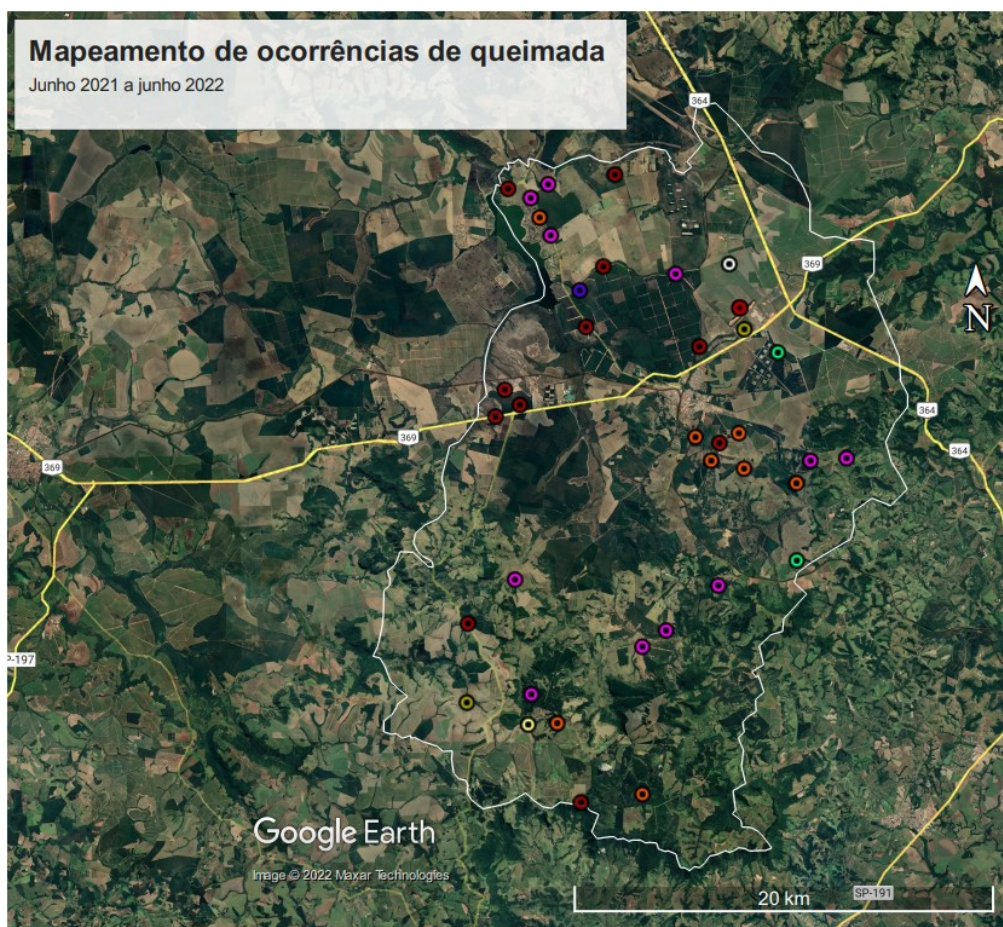 Mapeamento de ocorrências de queimada
Junho 2021 a junho 2022
364
369
N
369
364
364
369
P-197
Google Earth
Image © 2022 Maxar Technologies
20 km
SP-191